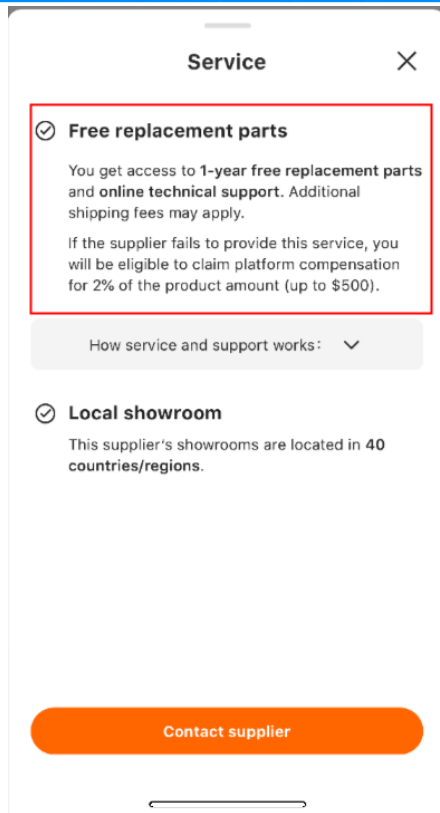 Service
Free replacement parts
You get access to 1-year free replacement parts
and online technical support. Additional
shipping fees may apply.
If the supplier fails to provide this service, you
will be eligible to claim platform compensation
for 2% of the product amount (up to $500).
How service and support works:
Local showroom
This supplier's showrooms are located in 40
countries/regions.
Contact supplier